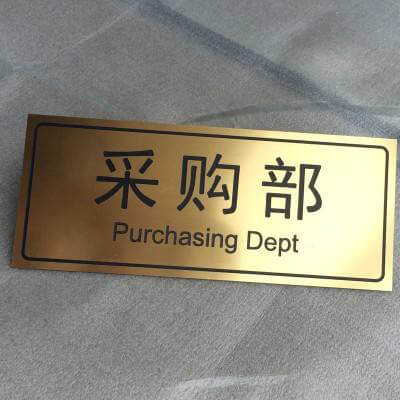 采购部
Purchasing Dept